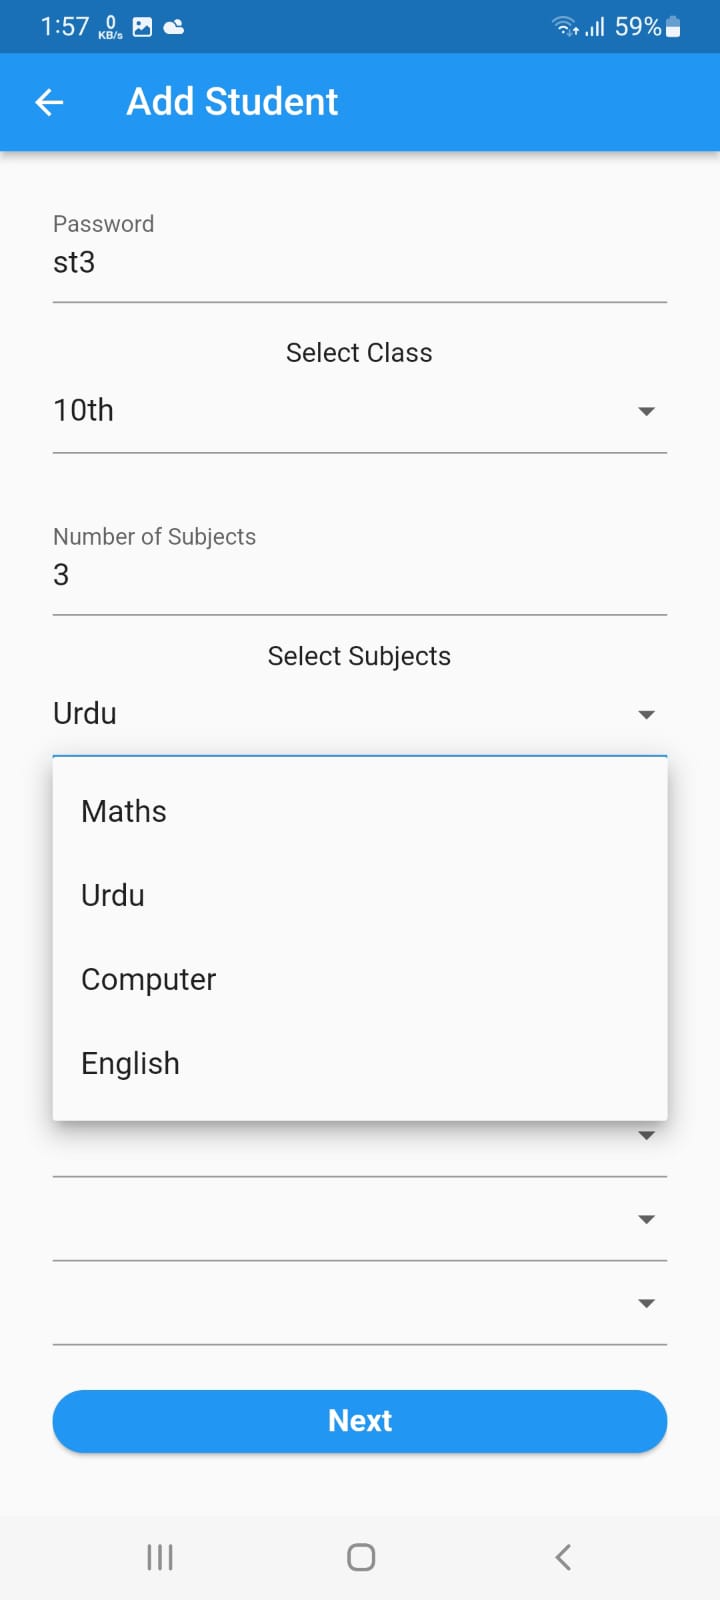 1:57 0 KB/s 59%
Add Student
Password
st3
Select Class
10th
Number of Subjects
3
Select Subjects
Urdu
Maths
Urdu
Computer
English
Next